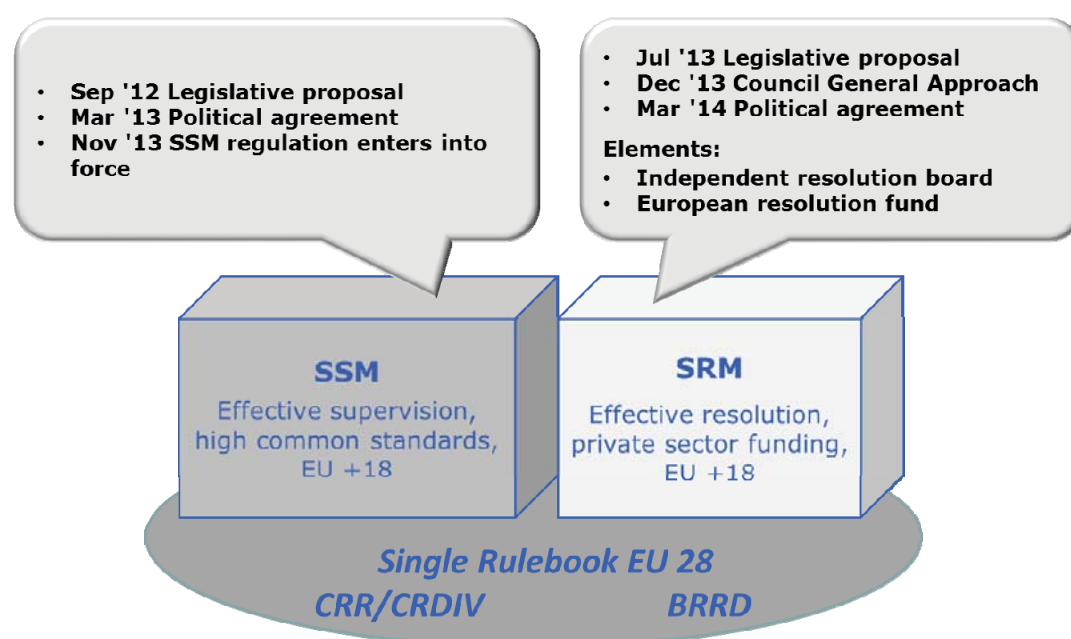 • Sep '12 Legislative proposal
• Mar '13 Political agreement
• Nov '13 SSM regulation enters into
force
• Jul '13 Legislative proposal
• Dec '13 Council General Approach
• Mar '14 Political agreement
Elements:
• Independent resolution board
• European resolution fund
SSM
Effective supervision,
high common standards,
EU +18
SRM
Effective resolution,
private sector funding,
EU +18
Single Rulebook EU 28
CRR/CRDIV BRRD